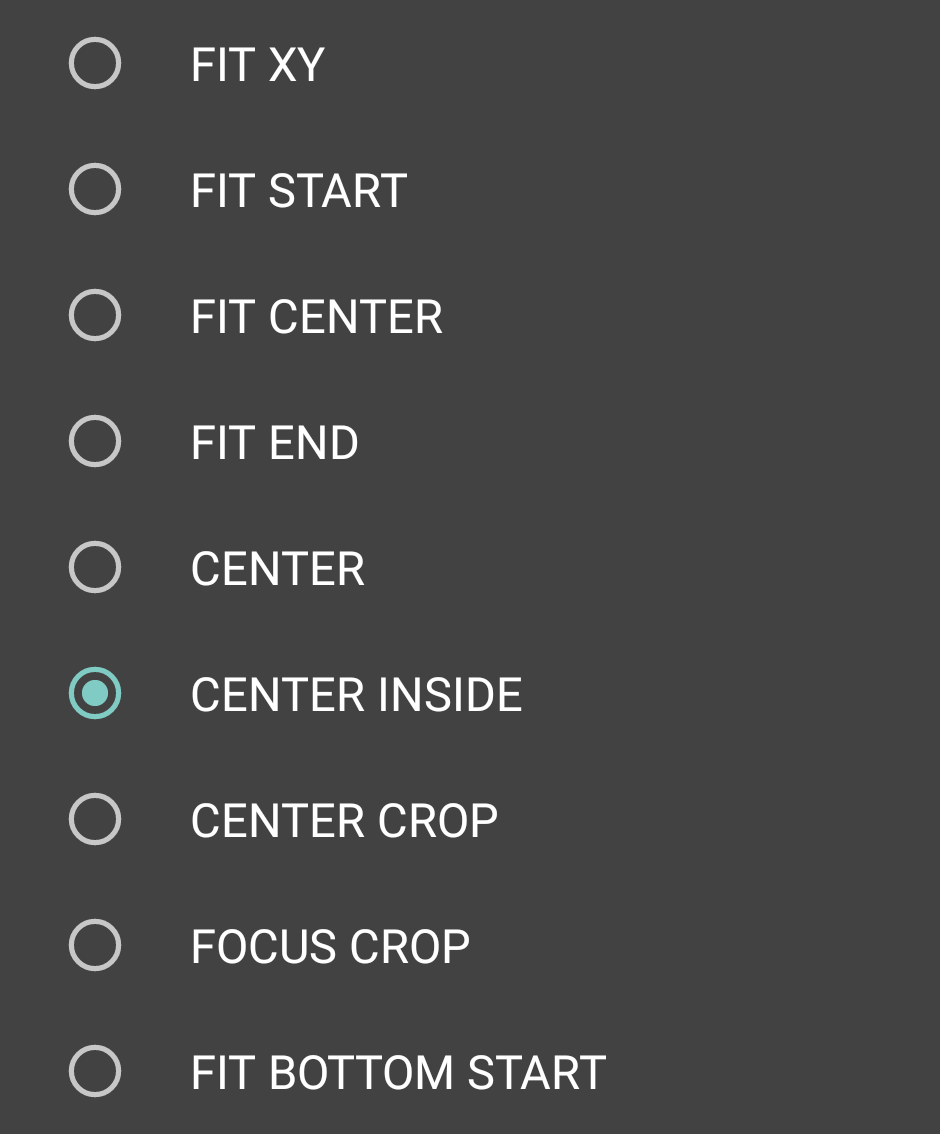 FIT XY
FIT START
FIT CENTER
FIT END
CENTER
CENTER INSIDE
CENTER CROP
FOCUS CROP
FIT BOTTOM START